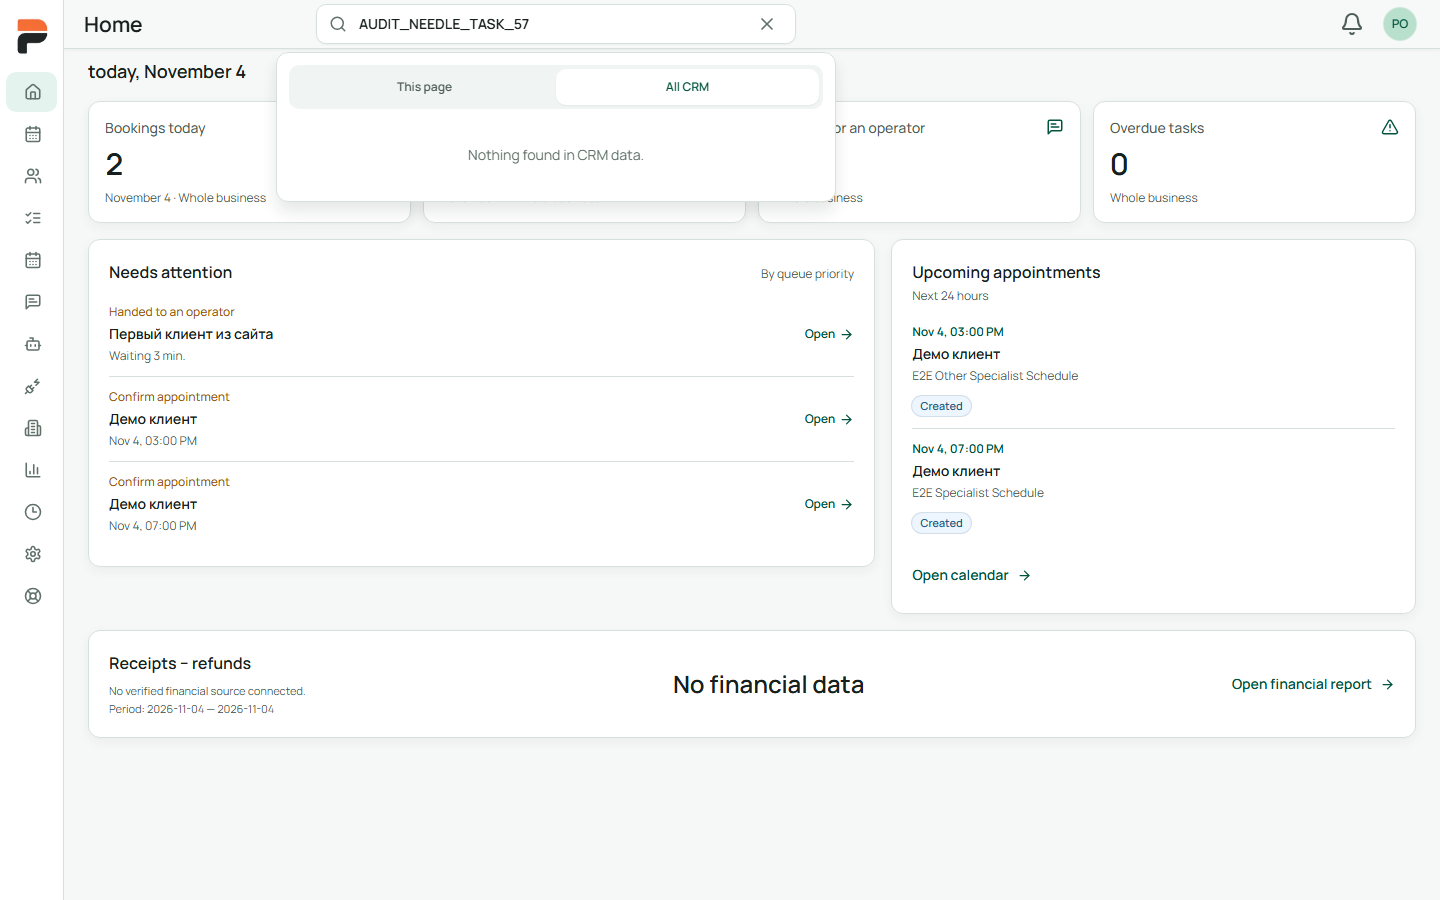 Home
AUDIT_NEEDLE_TASK_57
PO
today, November 4
This page
All CRM
Nothing found in CRM data.
Bookings today
2
November 4 · Whole business
or an operator
Overdue tasks
0
Whole business
Needs attention
By queue priority
Handed to an operator
Первый клиент из сайта
Open
Waiting 3 min.
Confirm appointment
Демо клиент
Open
Nov 4, 03:00 PM
Confirm appointment
Демо клиент
Open
Nov 4, 07:00 PM
Upcoming appointments
Next 24 hours
Nov 4, 03:00 PM
Демо клиент
E2E Other Specialist Schedule
Created
Nov 4, 07:00 PM
Демо клиент
E2E Specialist Schedule
Created
Open calendar
Receipts – refunds
No verified financial source connected.
Period: 2026-11-04 — 2026-11-04
No financial data
Open financial report